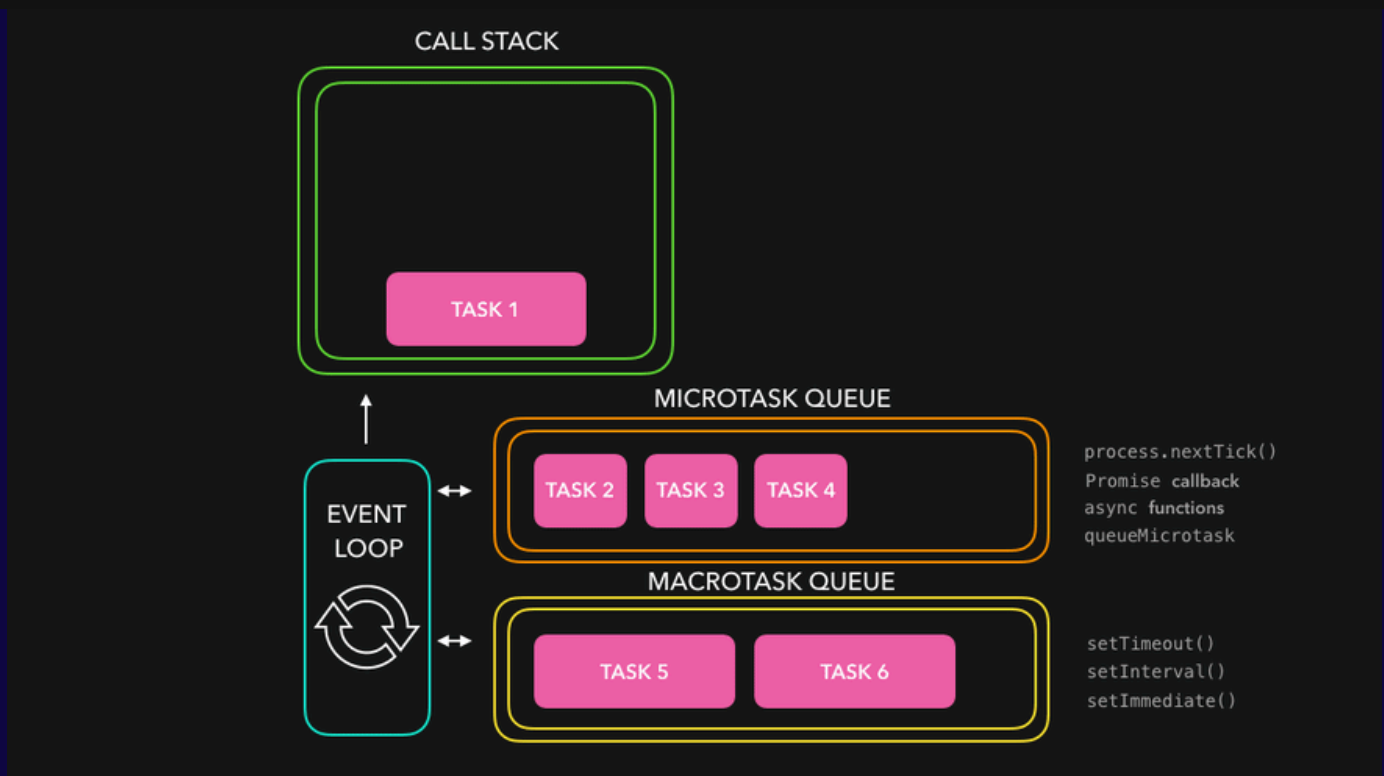 CALL STACK
TASK 1
MICROTASK QUEUE
TASK 2 TASK 3 TASK 4
process.nextTick()
Promise callback
async functions
queueMicrotask
EVENT
LOOP
MACROTASK QUEUE
TASK 5 TASK 6
setTimeout()
setInterval()
setImmediate()